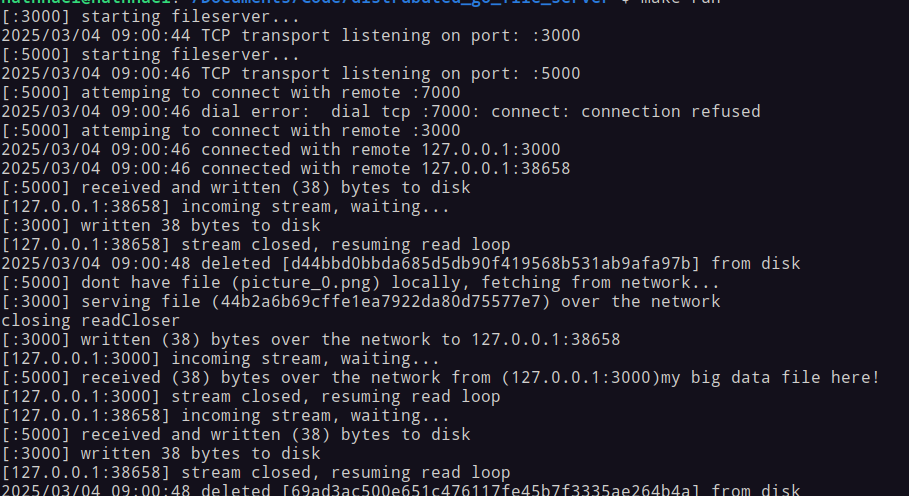 [:3000] starting fileserver...
2025/03/04 09:00:44 TCP transport listening on port: :3000
[:5000] starting fileserver...
2025/03/04 09:00:46 TCP transport listening on port: :5000
[:5000] attemping to connect with remote :7000
2025/03/04 09:00:46 dial error:  dial tcp :7000: connect: connection refused
[:5000] attemping to connect with remote :3000
2025/03/04 09:00:46 connected with remote 127.0.0.1:3000
2025/03/04 09:00:46 connected with remote 127.0.0.1:38658
[:5000] received and written (38) bytes to disk
[127.0.0.1:38658] incoming stream, waiting...
[:3000] written 38 bytes to disk
[127.0.0.1:38658] stream closed, resuming read loop
2025/03/04 09:00:48 deleted [d44bbd0bbda685d5db90f419568b531ab9afa97b] from disk
[:5000] dont have file (picture_0.png) locally, fetching from network...
[:3000] serving file (44b2a6b69cffe1ea7922da80d75577e7) over the network
closing readCloser
[:3000] written (38) bytes over the network to 127.0.0.1:38658
[127.0.0.1:3000] incoming stream, waiting...
[:5000] received (38) bytes over the network from (127.0.0.1:3000)my big data file here!
[127.0.0.1:3000] stream closed, resuming read loop
[127.0.0.1:38658] incoming stream, waiting...
[:5000] received and written (38) bytes to disk
[:3000] written 38 bytes to disk
[127.0.0.1:38658] stream closed, resuming read loop
2025/03/04 09:00:48 deleted [69ad3ac500e651c476117fe45b7f3335ae264b4a] from disk